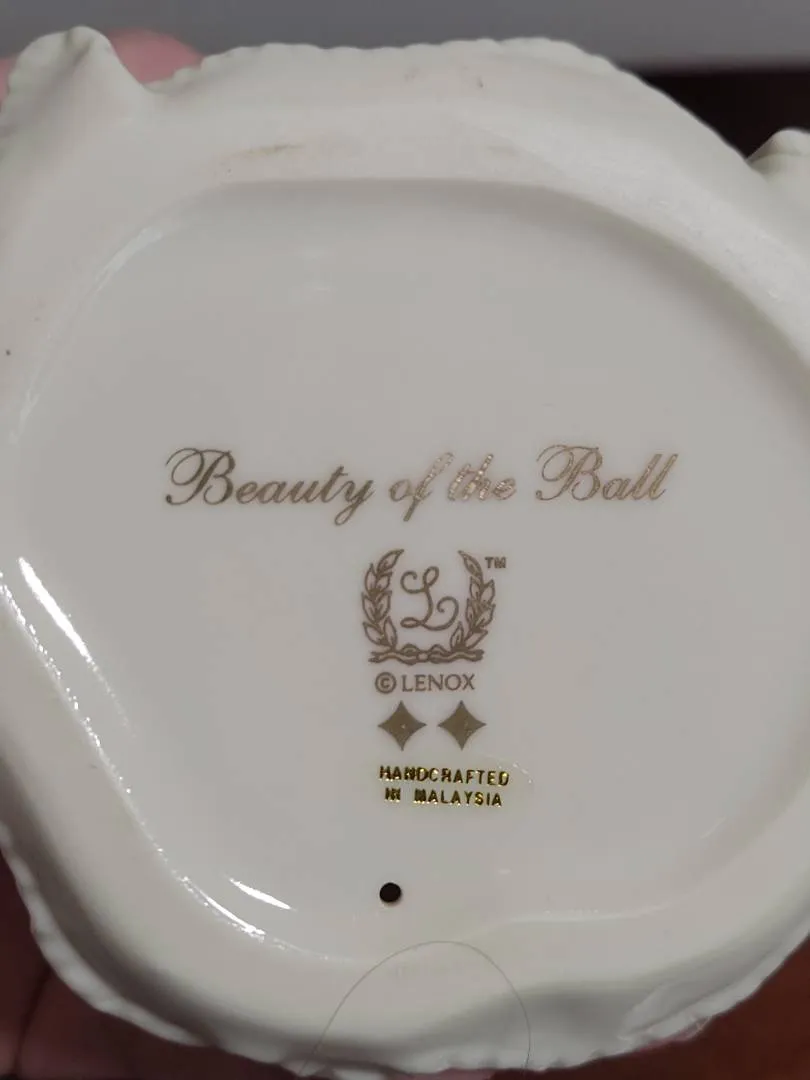 Beauty of the Ball
L ™
© LENOX
HANDCRAFTED
IN MALAYSIA